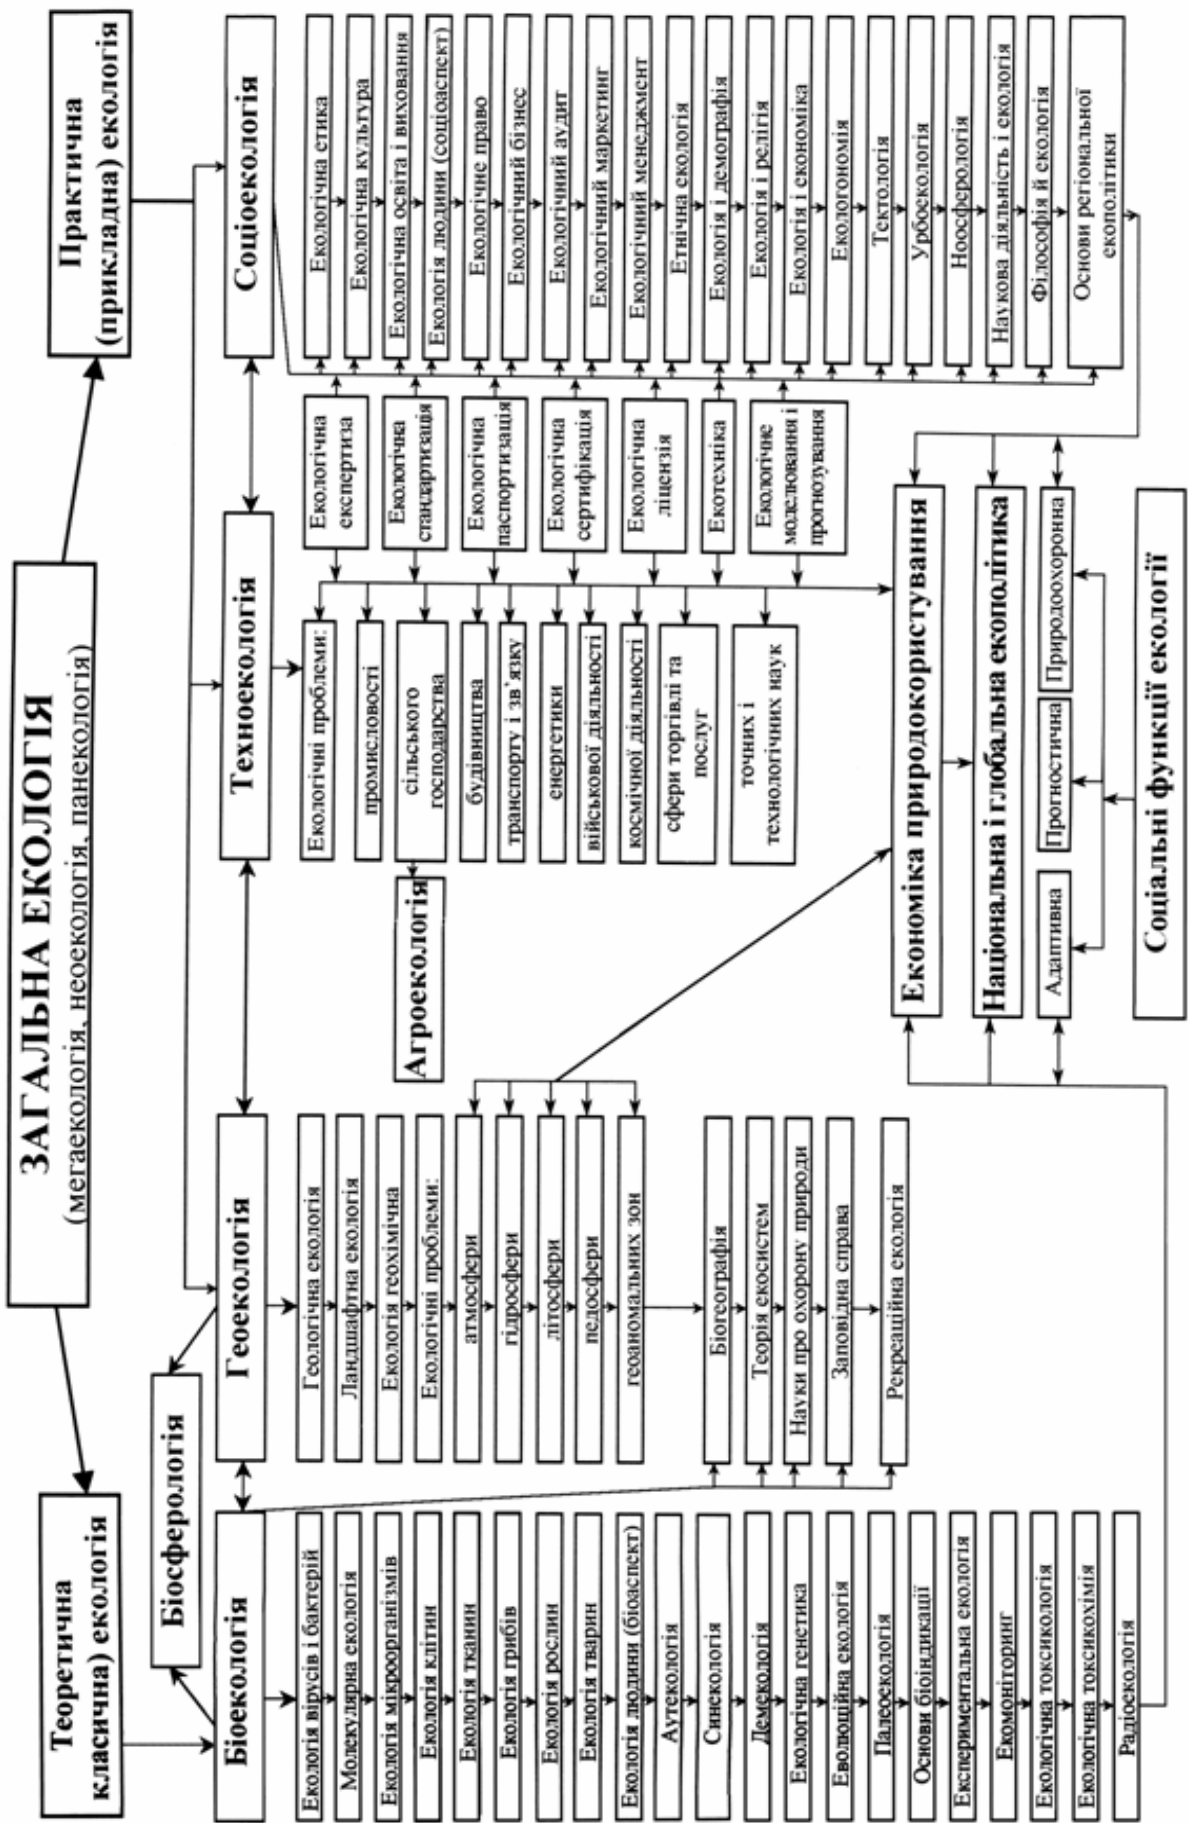 ЗАГАЛЬНА ЕКОЛОГІЯ
(мегаекологія, неоекологія, панекологія)
Теоретична
класична) екологія
Практична
(прикладна) екологія
Біосферологія
Біоекологія
Геоекологія
Техноекологія
Соціоекологія
Екологія вірусів і бактерій
Молекулярна екологія
Екологія мікроорганізмів
Екологія клітин
Екологія тканин
Екологія грибів
Екологія рослин
Екологія тварин
Екологія людини (біоаспект)
Аутекологія
Синекологія
Демекологія
Екологічна генетика
Еволюційна екологія
Палеоекологія
Основи біоіндикації
Експериментальна екологія
Екомоніторинг
Екологічна токсикологія
Екологічна токсикохімія
Радіоекологія
Геологічна екологія
Ландшафтна екологія
Екологія геохімічна
Екологічні проблеми:
атмосфери
гідросфери
літосфери
педосфери
геоаномальних зон
Біогеографія
Теорія екосистем
Науки про охорону природи
Заповідна справа
Рекреаційна екологія
Екологічні проблеми:
промисловості
сільського
господарства
Агроекологія
будівництва
транспорту і зв`язку
енергетики
військової діяльності
космічної діяльності
сфери торгівлі та
послуг
точних і
технологічних наук
Екологічна
експертиза
Екологічна
стандартизація
Екологічна
паспортизація
Екологічна
сертифікація
Екологічна
ліцензія
Екотехніка
Екологічне
моделювання і
прогнозування
Екологічна етика
Екологічна культура
Екологічна освіта і виховання
Екологія людини (соціоаспект)
Екологічне право
Екологічний бізнес
Екологічний аудит
Екологічний маркетинг
Екологічний менеджмент
Етнічна екологія
Екологія і демографія
Екологія і релігія
Екологія і економіка
Екологономія
Тектологія
Урбоекологія
Ноосферологія
Наукова діяльність і екологія
Філософія й екологія
Основи регіональної
екополітики
Економіка природокористування
Національна і глобальна екополітика
Адаптивна
Прогностична
Природоохоронна
Соціальні функції екології